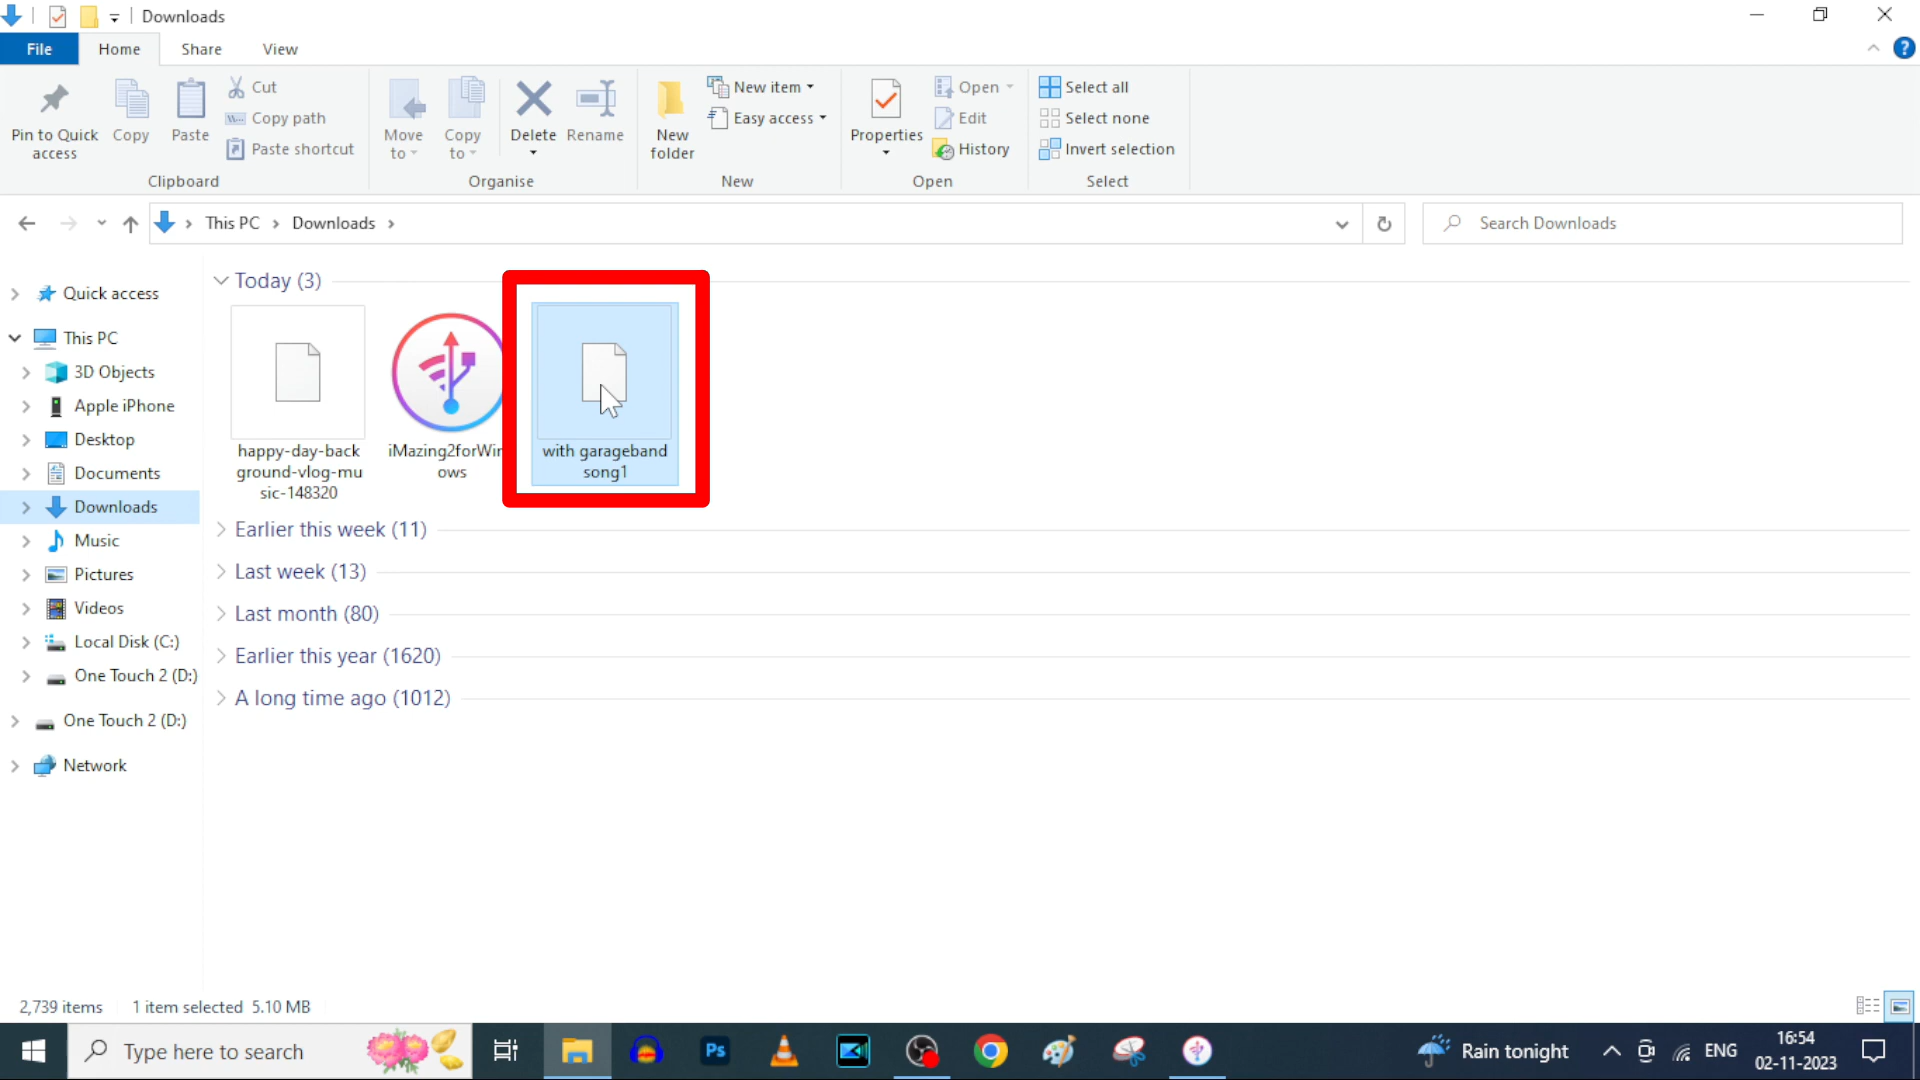 Downloads
File
Home
Share
View
Pin to Quick
access
Copy
Paste
Cut
Copy path
Paste shortcut
Clipboard
Move
to
Copy
to
Delete
Rename
Organise
New
folder
New item
Easy access
New
Properties
Open
Edit
History
Open
Select all
Select none
Invert selection
Select
This PC
Downloads
Search Downloads
Quick access
This PC
3D Objects
Apple iPhone
Desktop
Documents
Downloads
Music
Pictures
Videos
Local Disk (C:)
One Touch 2 (D:)
One Touch 2 (D:)
Network
Today (3)
happy-day-back
ground-vlog-mu
sic-148320
iMazing2forWin
ows
with garageband
song1
Earlier this week (11)
Last week (13)
Last month (80)
Earlier this year (1620)
A long time ago (1012)
2,739 items
1 item selected 5.10 MB
Type here to search
Ps
Rain tonight
ENG
16:54
02-11-2023